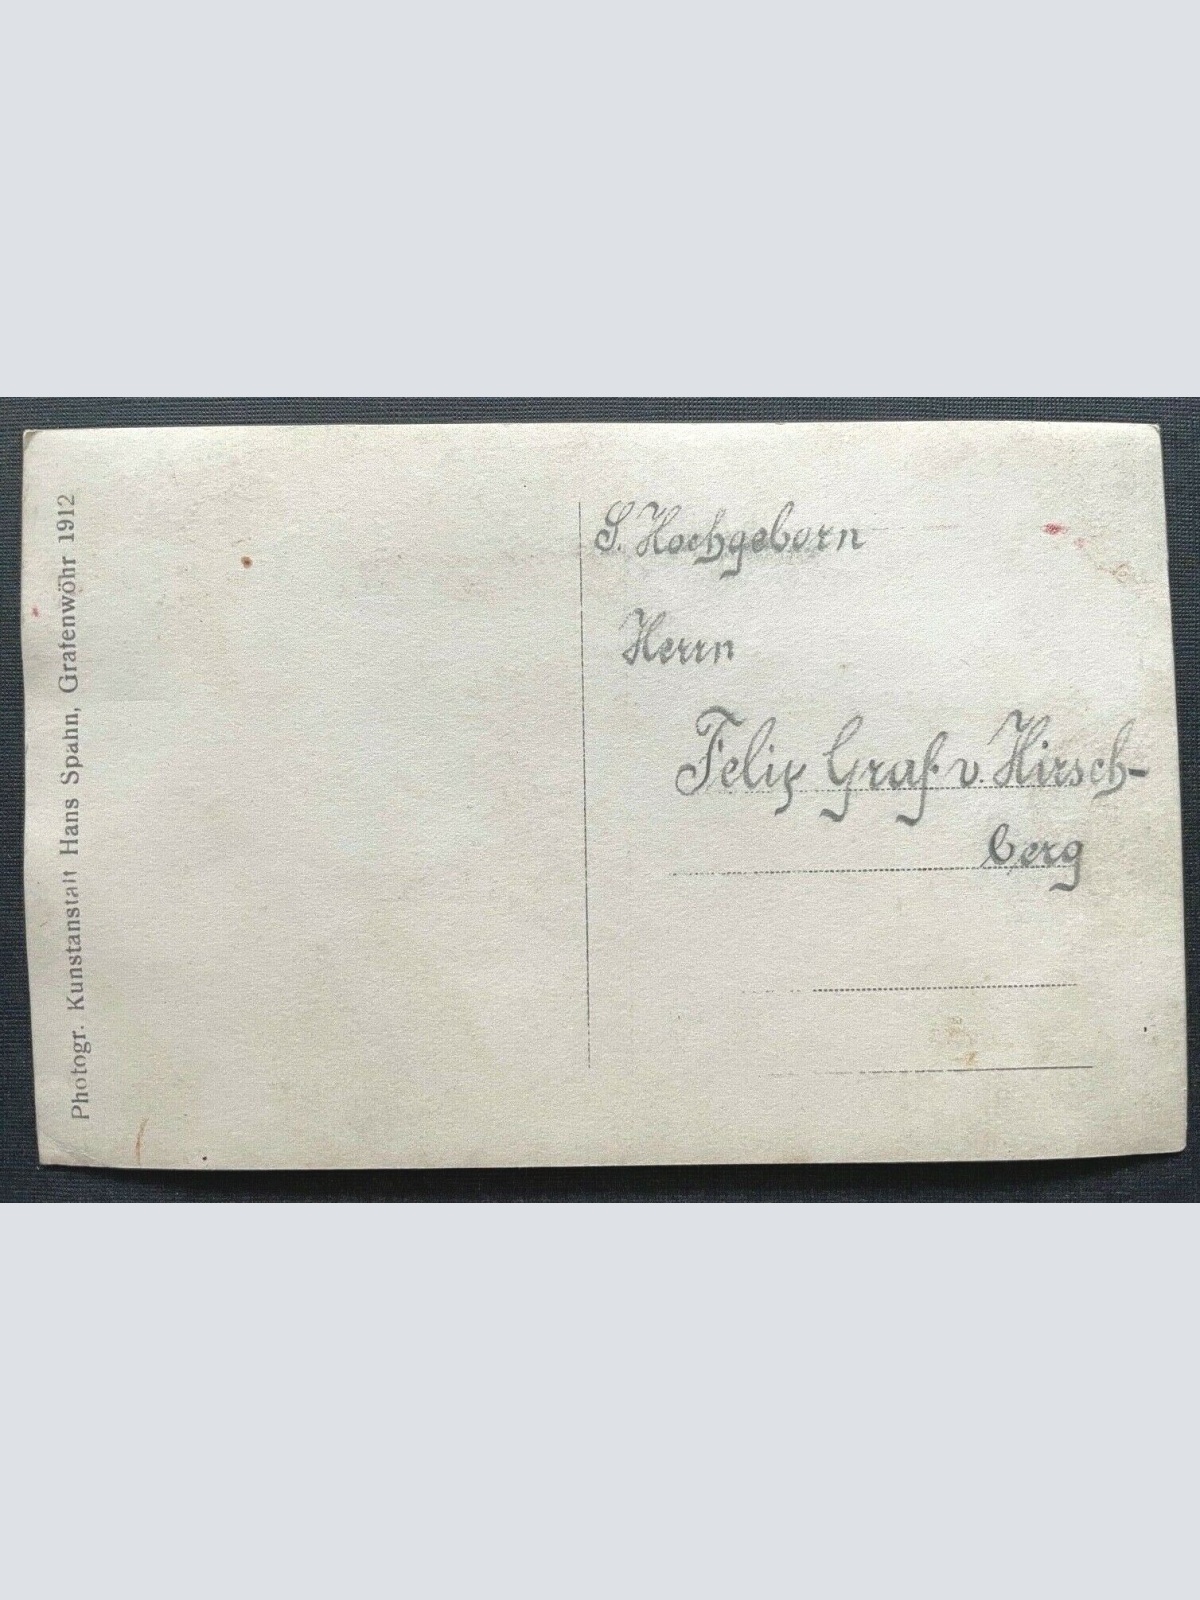 Photogr. Kunstanstalt Hans Spahn, Grafenwöhr 1912
S. Hochgeborn
Herrn
Felix Graf v. Hirsch-
berg